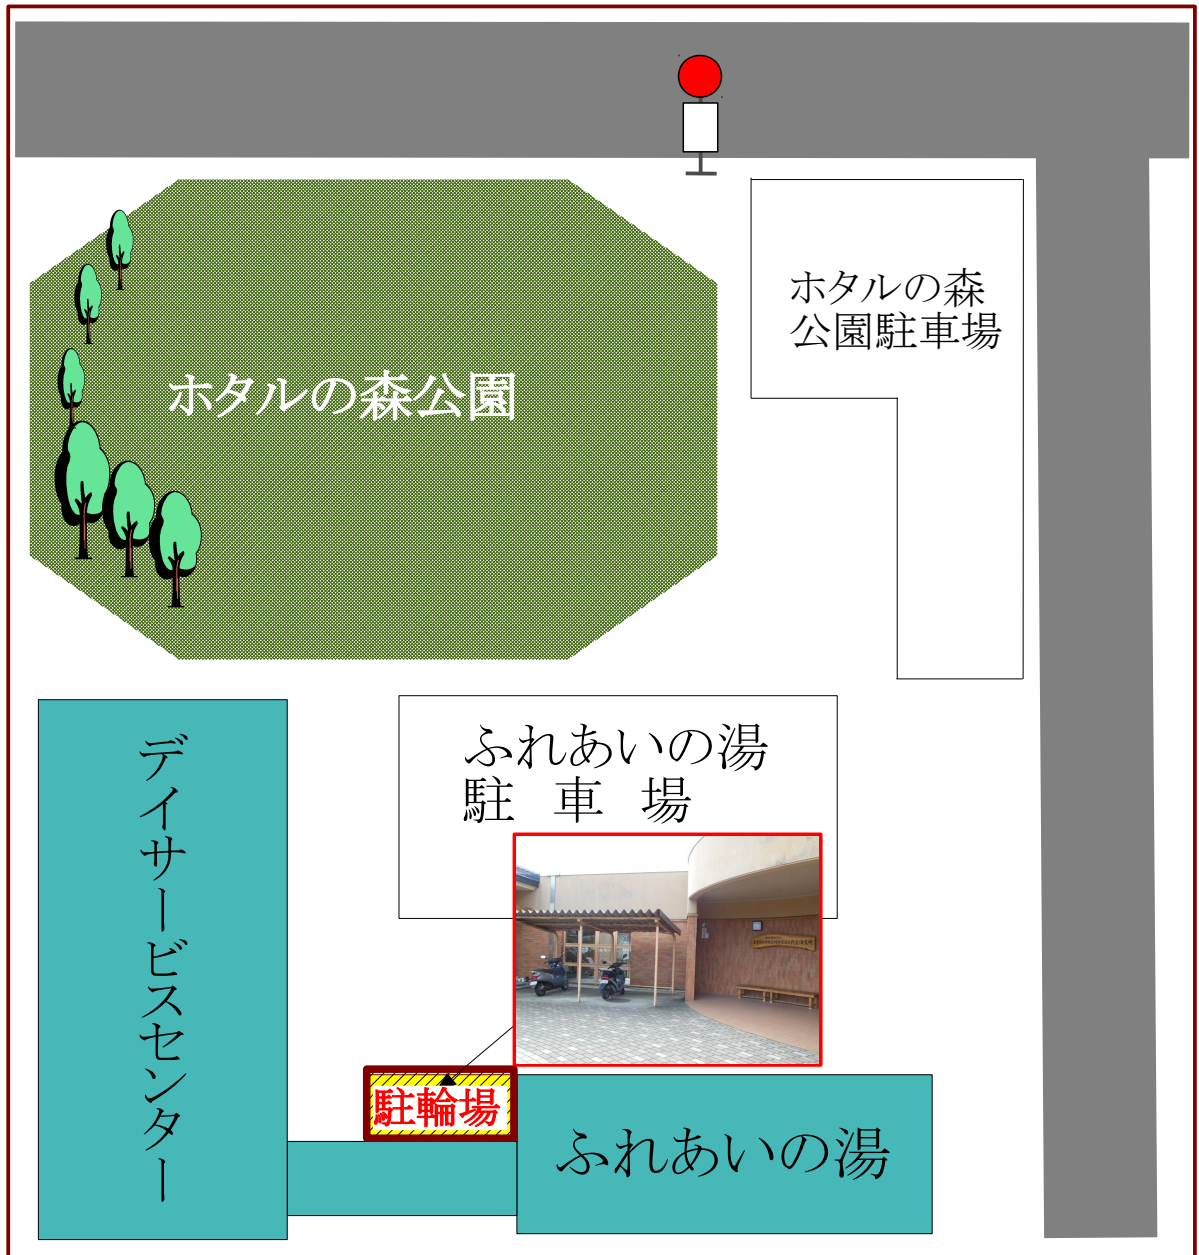 ホタルの森
公園駐車場
ホタルの森公園
ふれあいの湯
駐 車 場
デイサービスセンター
駐輪場
ふれあいの湯